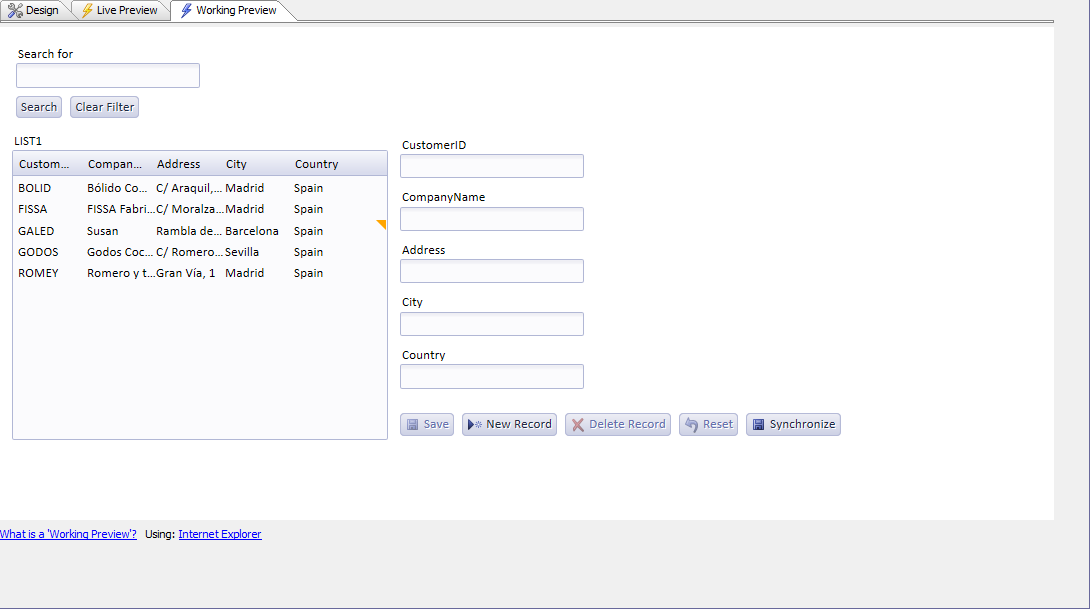 Design Live Preview Working Preview
Search for
Search Clear Filter
LIST1
Custom... Compan... Address City Country
BOLID Bólido Co... C/ Araquil,... Madrid Spain
FISSA FISSA Fabri... C/ Moralza... Madrid Spain
GALED Susan Rambla de... Barcelona Spain
GODOS Godos Coc... C/ Romero... Sevilla Spain
ROMEY Romero y t... Gran Vía, 1 Madrid Spain
CustomerID
CompanyName
Address
City
Country
Save New Record Delete Record Reset Synchronize
What is a 'Working Preview'? Using: Internet Explorer